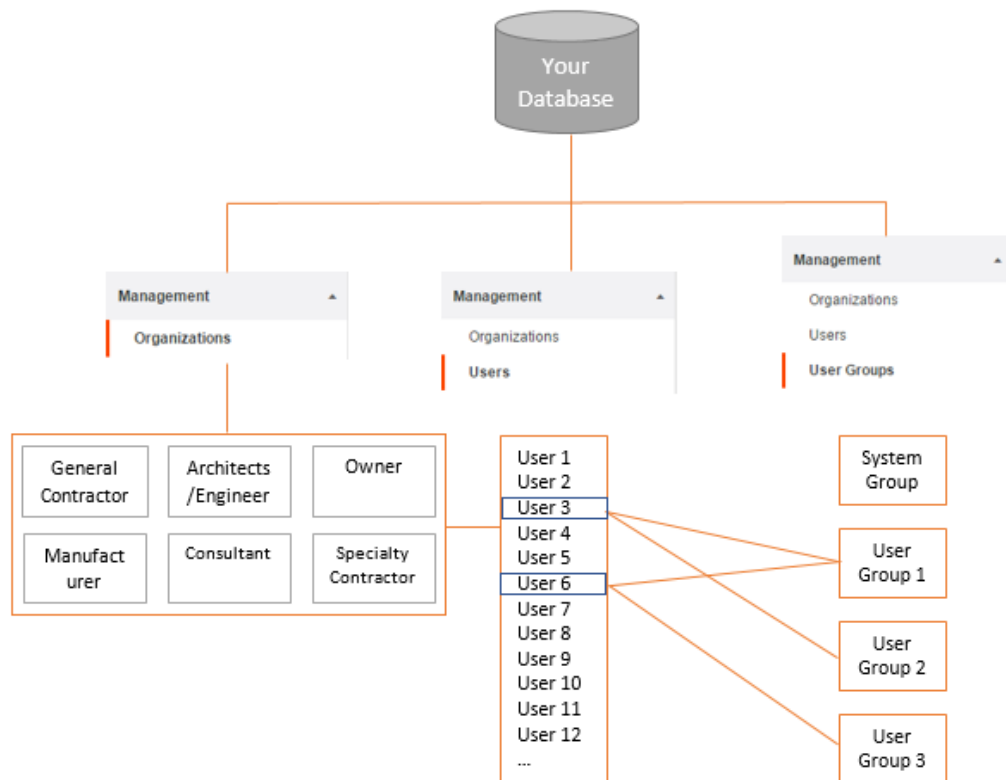 Your
Database
Management
Organizations
Management
Organizations
Users
Management
Organizations
Users
User Groups
General
Contractor
Architects
/Engineer
Owner
Manufact
urer
Consultant
Specialty
Contractor
User 1
User 2
User 3
User 4
User 5
User 6
User 7
User 8
User 9
User 10
User 11
User 12
...
System
Group
User
Group 1
User
Group 2
User
Group 3